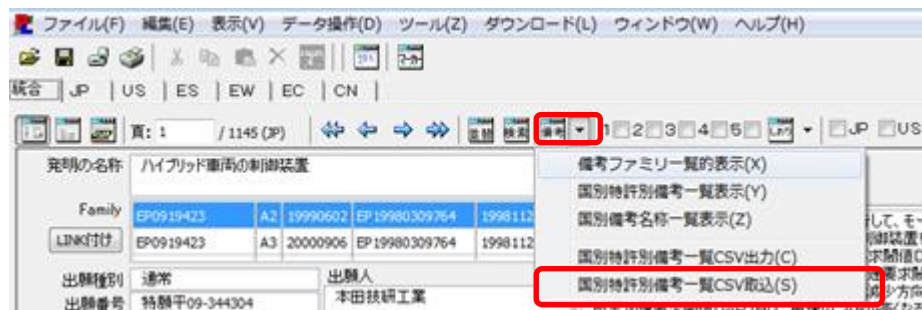 ファイル(F) 編集(E) 表示(V) データ操作(D) ツール(Z) ダウンロード(L) ウィンドウ(W) ヘルプ(H)
統合 JP US ES EW EC CN
頁: 1 / 1145 (JP) 検索 備考 1 2 3 4 5 JP US
備考ファミリ一覧的表示(X)
国別特許別備考一覧表示(Y)
国別備考名称一覧表示(Z)
国別特許別備考一覧CSV出力(C)
国別特許別備考一覧CSV取込(S)
発明の名称 ハイブリッド車両の制御装置
Family EP0919423 A2 19990602 EP19980309764 1998112
LINK付け EP0919423 A3 20000906 EP19980309764 1998112
出願種別 通常 出願人
出願番号 特願平09-344304 本田技研工業